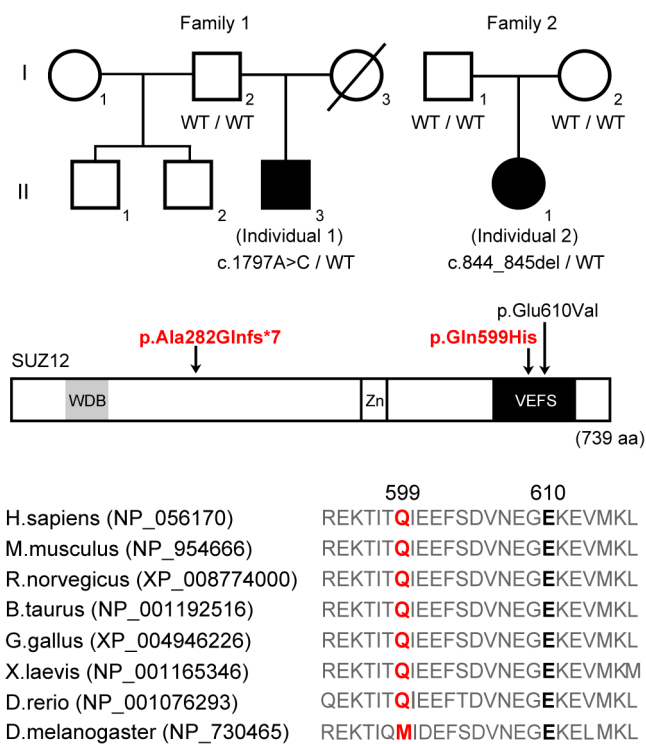 Family 1 Family 2
I
1 2 3 1 2
WT / WT WT / WT WT / WT
II
1 2 3 1
(Individual 1) (Individual 2)
c.1797A>C / WT c.844_845del / WT
p.Glu610Val
p.Ala282Glnfs*7 p.Gln599His
SUZ12
WDB Zn VEFS
(739 aa)
599 610
H.sapiens (NP_056170) REKTITQIEEFSDVNEGEKEVMKL
M.musculus (NP_954666) REKTITQIEEFSDVNEGEKEVMKL
R.norvegicus (XP_008774000) REKTITQIEEFSDVNEGEKEVMKL
B.taurus (NP_001192516) REKTITQIEEFSDVNEGEKEVMKL
G.gallus (XP_004946226) REKTITQIEEFSDVNEGEKEVMKL
X.laevis (NP_001165346) REKTITQIEEFSDVNEGEKEVMKM
D.rerio (NP_001076293) QEKTITQIEEFTDVNEGEKEVMKL
D.melanogaster (NP_730465) REKTIQMIDEFSDVNEGEKELMKL